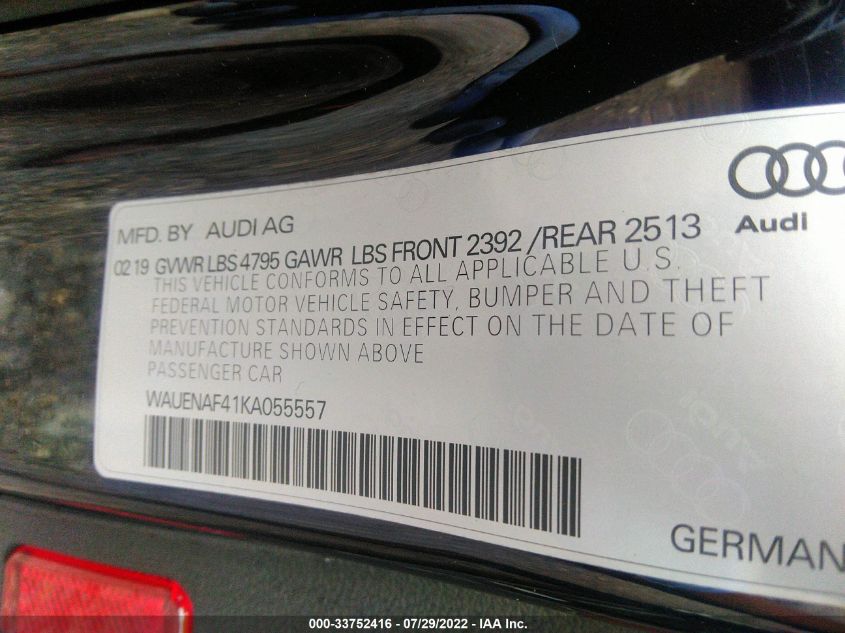 MFD. BY AUDI AG
Audi
02 19 GVWR LBS 4795 GAWR LBS FRONT 2392 /REAR 2513
THIS VEHICLE CONFORMS TO ALL APPLICABLE U.S.
FEDERAL MOTOR VEHICLE SAFETY, BUMPER AND THEFT
PREVENTION STANDARDS IN EFFECT ON THE DATE OF
MANUFACTURE SHOWN ABOVE
PASSENGER CAR
WAUENAF41KA055557
GERMAN
000-33752416 - 07/29/2022 - IAA Inc.